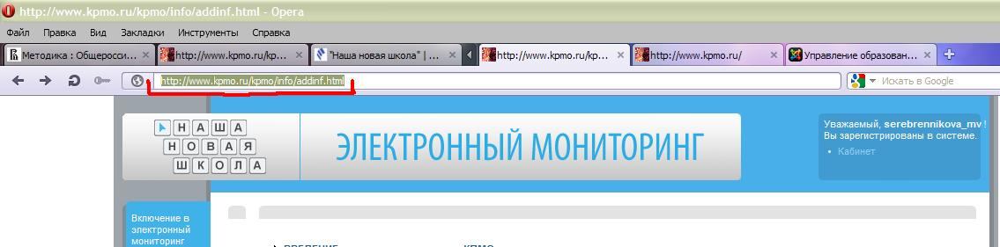 http://www.kpmo.ru/kpmo/info/addinf.html - Opera
Файл Правка Вид Закладки Инструменты Справка
Методика : Общеросси... http://www.kpmo.ru/kp... "Наша новая школа" | ... http://www.kpmo.ru/kp... http://www.kpmo.ru/ Управление образован...
http://www.kpmo.ru/kpmo/info/addinf.html Искать в Google
НАША
НОВАЯ
ШКОЛА
ЭЛЕКТРОННЫЙ МОНИТОРИНГ
Уважаемый, serebrennikova_mv !
Вы зарегистрированы в системе.
• Кабинет
Включение в
электронный
мониторинг